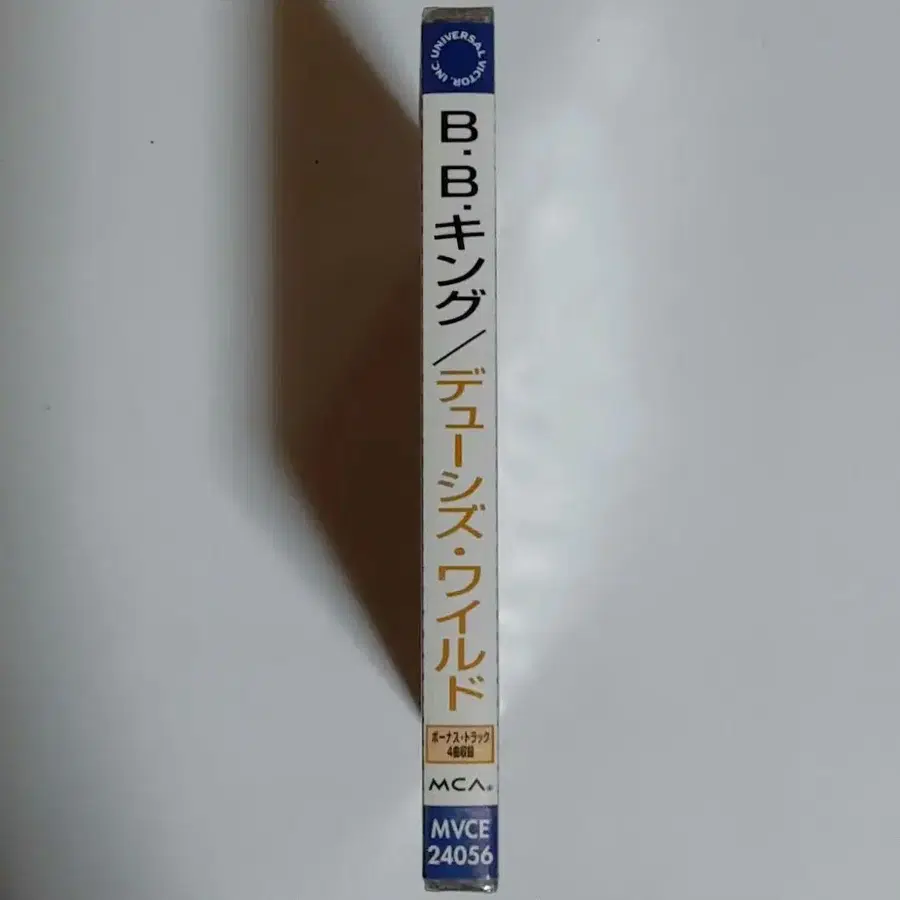 UNIVERSAL VICTOR, INC
B・B・キング/デューシズ・ワイルド
ボーナス・トラック
4曲収録
MCA®
MVCE
24056